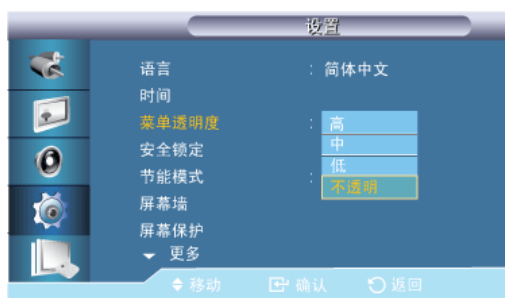 设置
语言 : 简体中文
时间
菜单透明度 : 高
中
安全锁定
低
节能模式 :
不透明
屏幕墙
屏幕保护
更多
移动 确认 返回